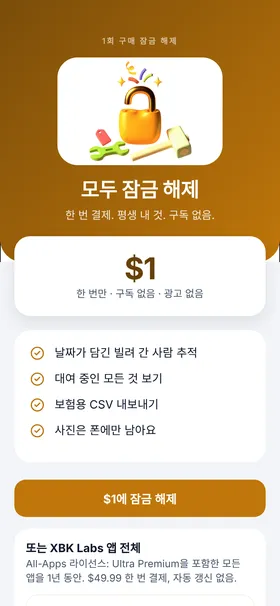 1회 구매 잠금 해제
모두 잠금 해제
한 번 결제. 평생 내 것. 구독 없음.
$1
한 번만 · 구독 없음 · 광고 없음
날짜가 담긴 빌려 간 사람 추적
대여 중인 모든 것 보기
보험용 CSV 내보내기
사진은 폰에만 남아요
$1에 잠금 해제
또는 XBK Labs 앱 전체
All-Apps 라이선스: Ultra Premium을 포함한 모든
앱을 1년 동안. $49.99 한 번 결제, 자동 갱신 없음.